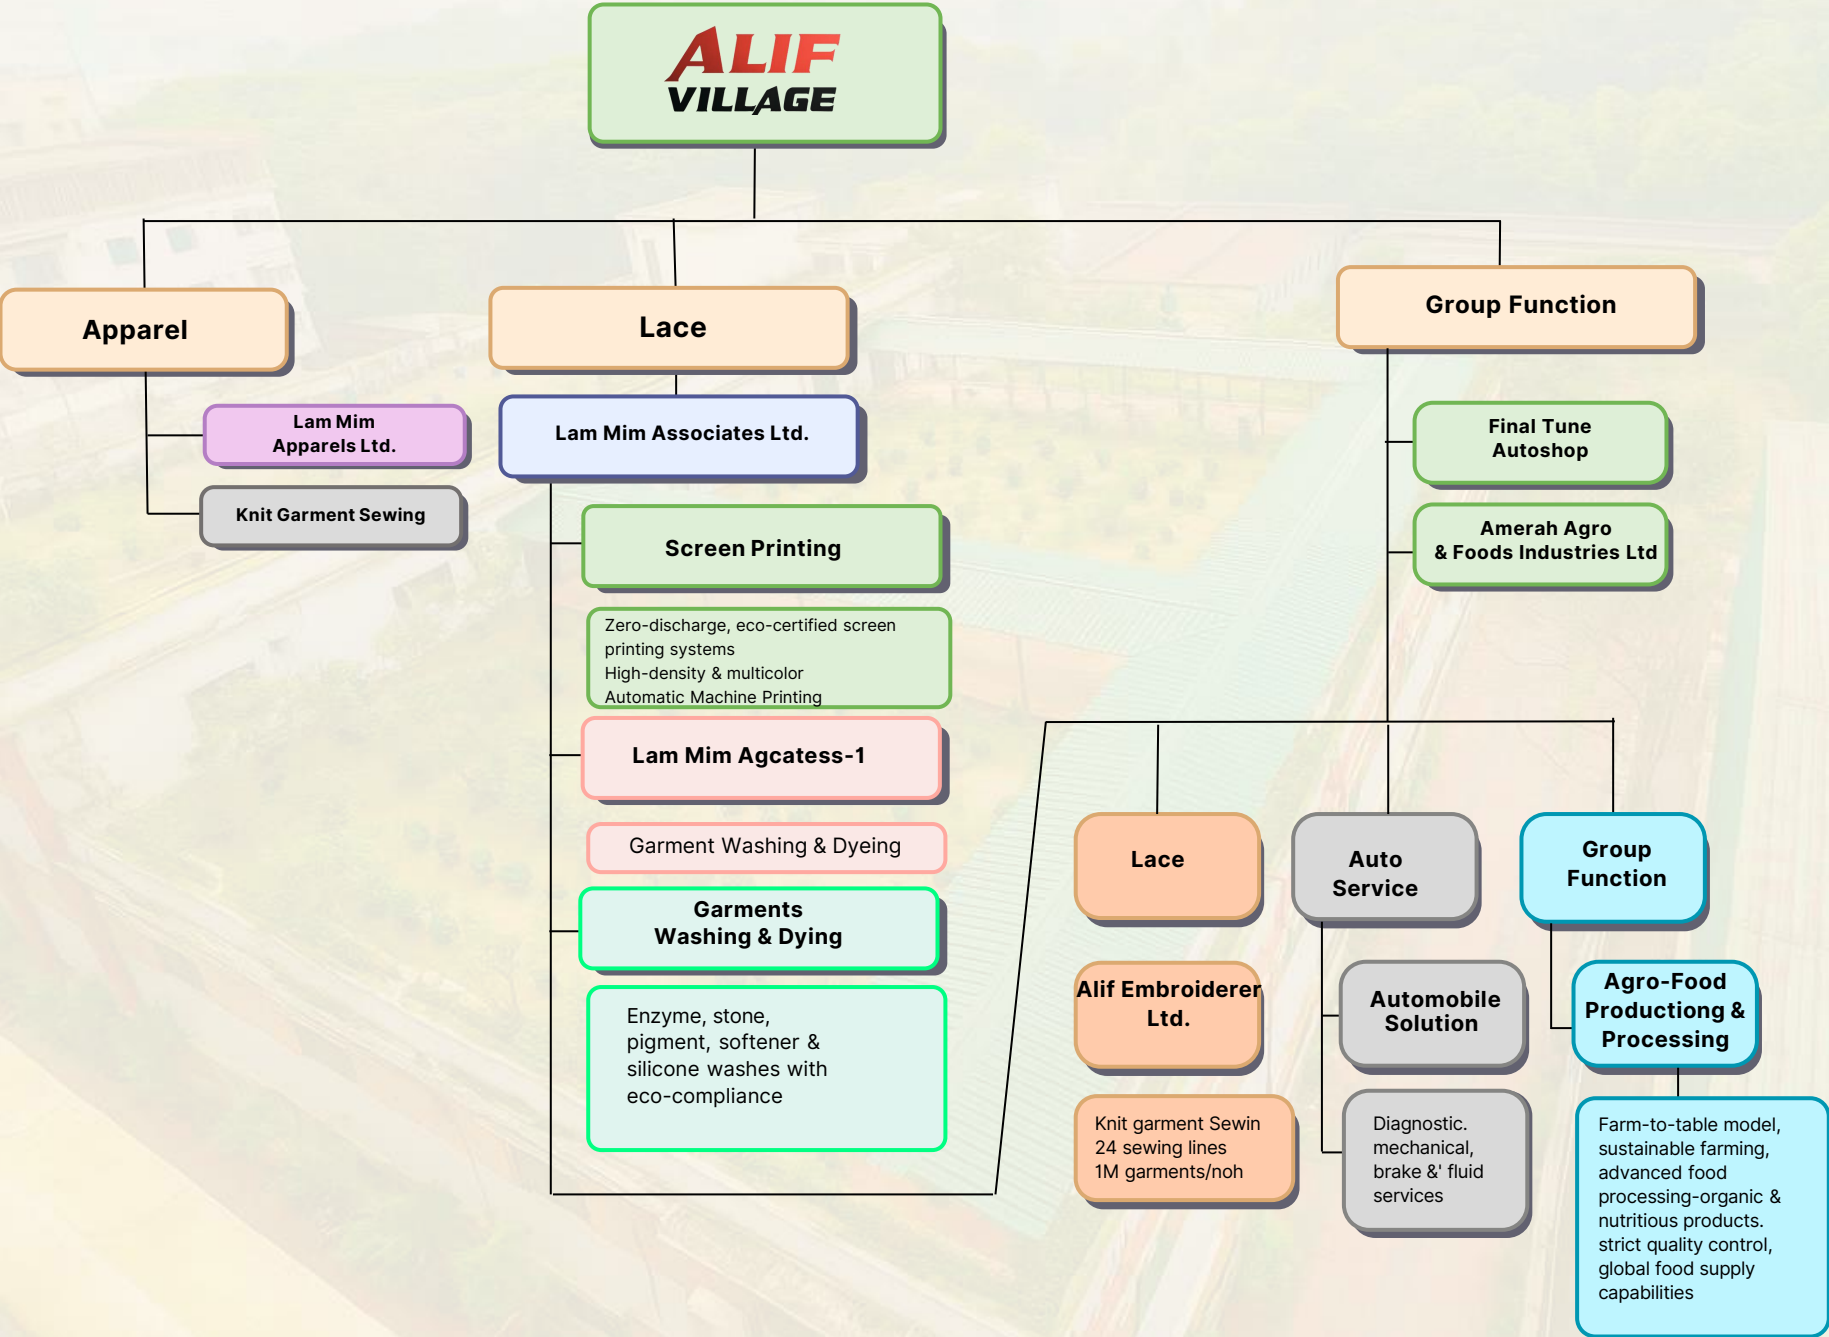 ALIF
VILLAGE
Apparel
Lam Mim
Apparels Ltd.
Knit Garment Sewing
Lace
Lam Mim Associates Ltd.
Screen Printing
Zero-discharge, eco-certified screen
printing systems
High-density & multicolor
Automatic Machine Printing
Lam Mim Agcatess-1
Garment Washing & Dyeing
Garments
Washing & Dying
Enzyme, stone,
pigment, softener &
silicone washes with
eco-compliance
Group Function
Final Tune
Autoshop
Amerah Agro
& Foods Industries Ltd
Lace
Alif Embroiderer
Ltd.
Knit garment Sewin
24 sewing lines
1M garments/noh
Auto
Service
Automobile
Solution
Diagnostic.
mechanical,
brake &' fluid
services
Group
Function
Agro-Food
Productiong &
Processing
Farm-to-table model,
sustainable farming,
advanced food
processing-organic &
nutritious products.
strict quality control,
global food supply
capabilities